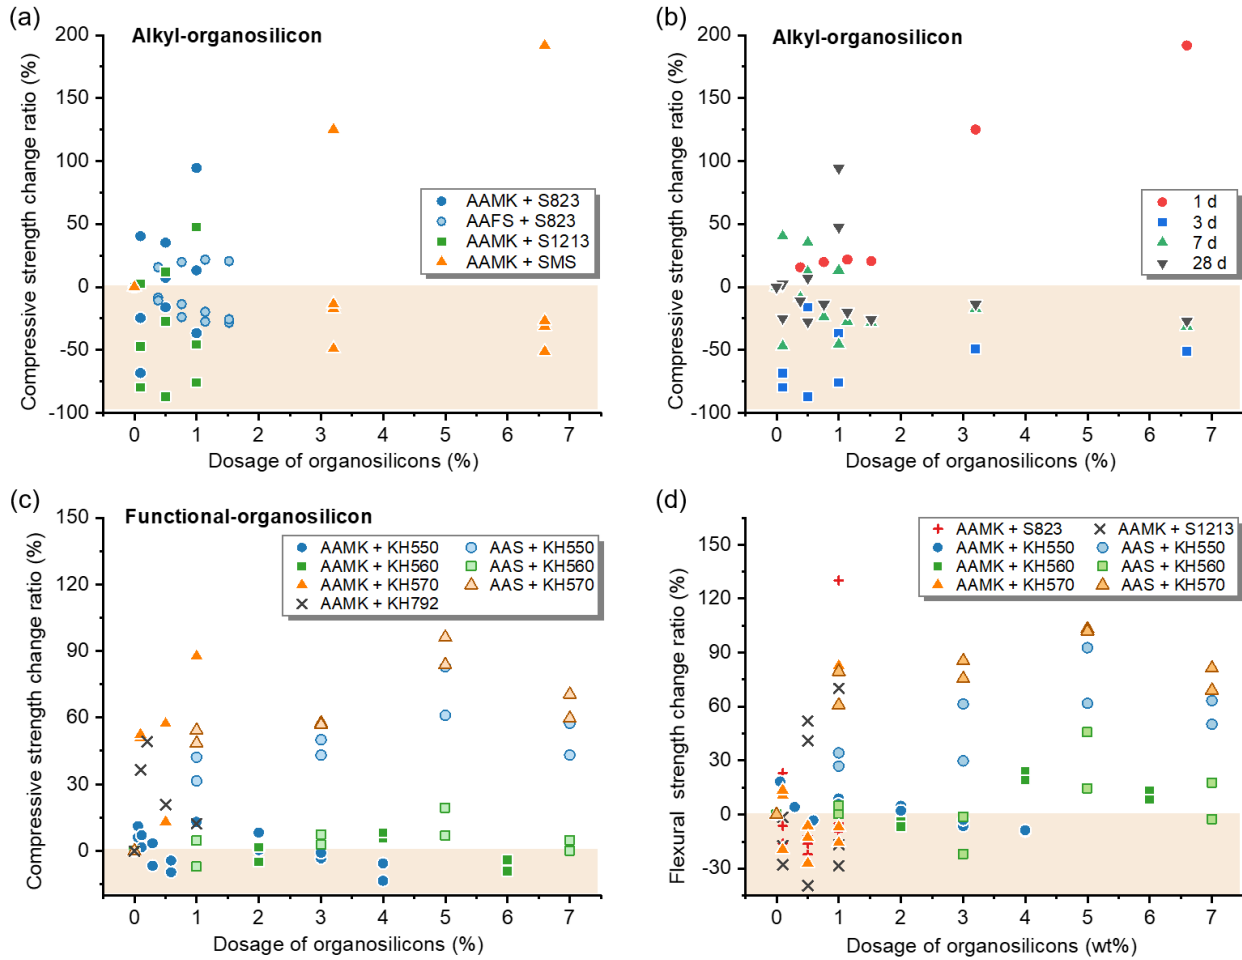 (a)
Alkyl-organosilicon
Compressive strength change ratio (%)
200
150
100
50
0
-50
-100
AAMK + S823
AAFS + S823
AAMK + S1213
AAMK + SMS
0 1 2 3 4 5 6 7
Dosage of organosilicons (%)
(b)
Alkyl-organosilicon
Compressive strength change ratio (%)
200
150
100
50
0
-50
-100
1 d
3 d
7 d
28 d
0 1 2 3 4 5 6 7
Dosage of organosilicons (%)
(c)
Functional-organosilicon
Compressive strength change ratio (%)
150
120
90
60
30
0
AAMK + KH550 AAS + KH550
AAMK + KH560 AAS + KH560
AAMK + KH570 AAS + KH570
AAMK + KH792
0 1 2 3 4 5 6 7
Dosage of organosilicons (%)
(d)
Flexural strength change ratio (%)
150
120
90
60
30
0
-30
AAMK + S823 AAMK + S1213
AAMK + KH550 AAS + KH550
AAMK + KH560 AAS + KH560
AAMK + KH570 AAS + KH570
0 1 2 3 4 5 6 7
Dosage of organosilicons (wt%)